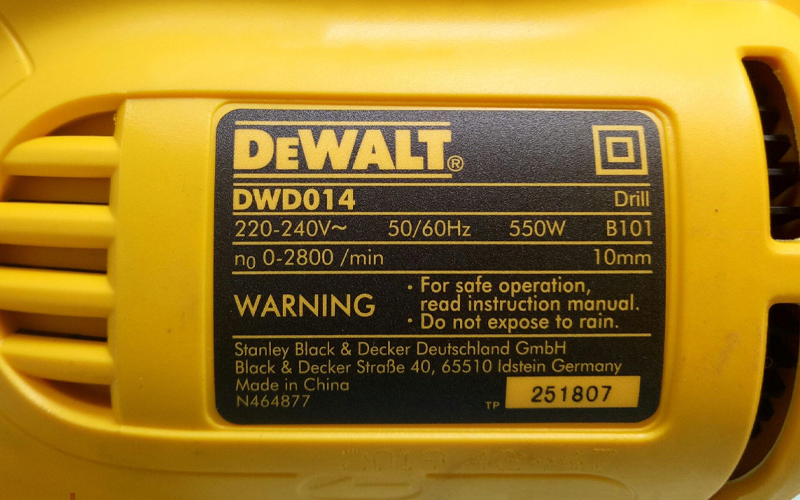 DEWALT®
DWD014 Drill
220-240V~ 50/60Hz 550W B101
n₀ 0-2800 /min 10mm
WARNING
· For safe operation,
read instruction manual.
· Do not expose to rain.
Stanley Black & Decker Deutschland GmbH
Black & Decker Straße 40, 65510 Idstein Germany
Made in China
N464877
TP 251807